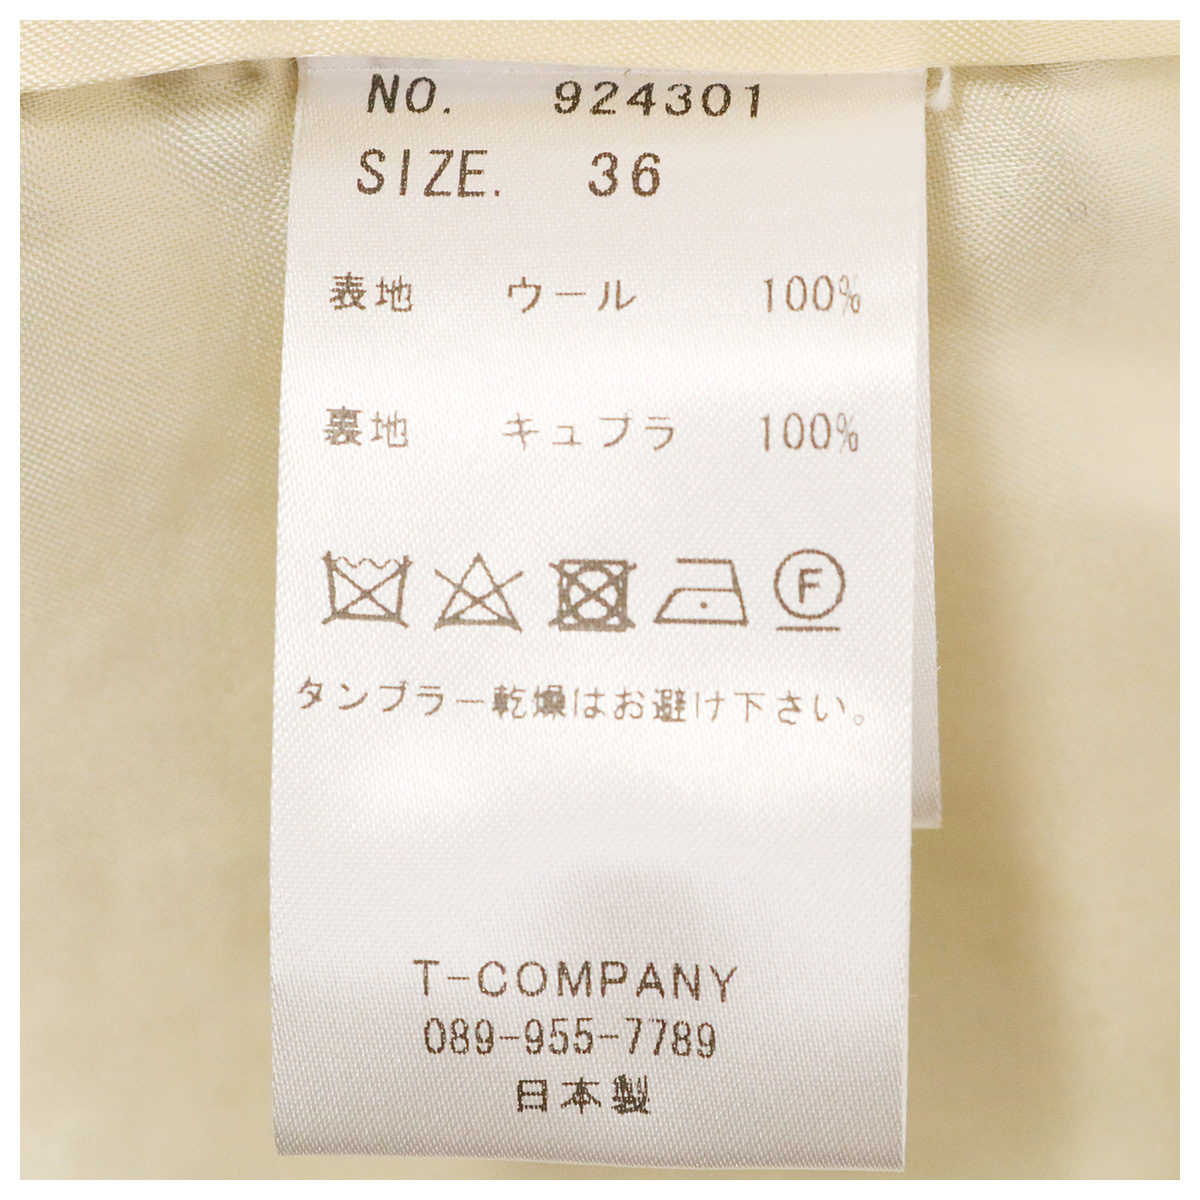 NO. 924301
SIZE. 36
表地 ウール 100%
裏地 キュプラ 100%
F
タンブラー乾燥はお避け下さい。
T-COMPANY
089-955-7789
日本製